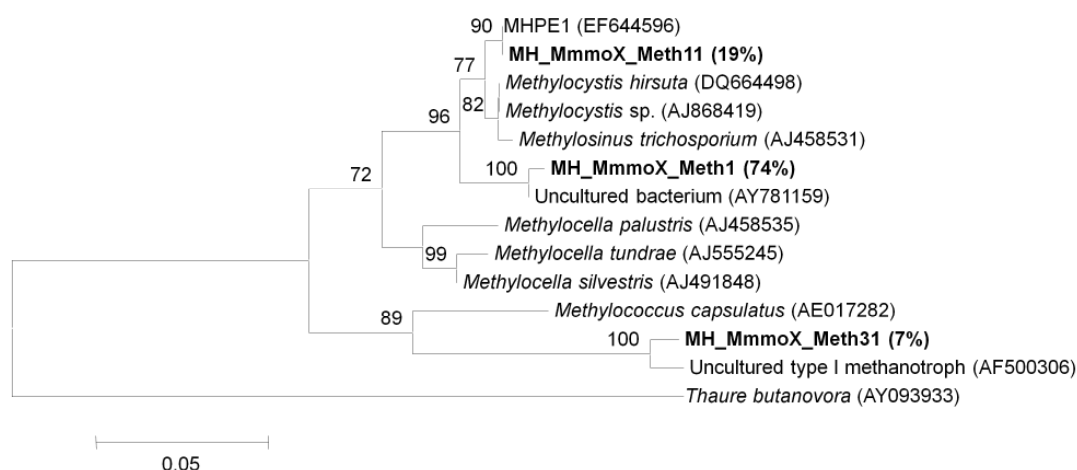 90
MHPE1 (EF644596)
MH_MmmoX_Meth11 (19%)
77
Methylocystis hirsuta (DQ664498)
82
Methylocystis sp. (AJ868419)
96
Methylosinus trichosporium (AJ458531)
100
MH_MmmoX_Meth1 (74%)
72
Uncultured bacterium (AY781159)
Methylocella palustris (AJ458535)
99
Methylocella tundrae (AJ555245)
Methylocella silvestris (AJ491848)
89
Methylococcus capsulatus (AE017282)
100
MH_MmmoX_Meth31 (7%)
Uncultured type I methanotroph (AF500306)
Thaure butanovora (AY093933)
0.05